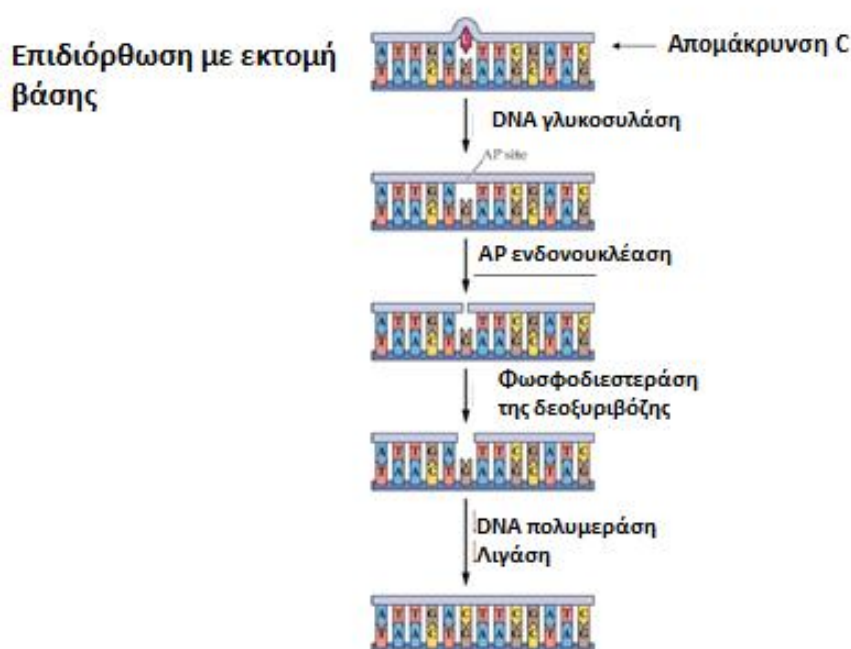 Επιδιόρθωση με εκτομή
βάσης
Απομάκρυνση C
A T T G A T T C G A T C
T A A C T G A A G C T A G
DNA γλυκοσυλάση
AP site
A T T G A T T C G A T C
T A A C T G A A G C T A G
AP ενδονουκλέαση
A T T G A T T C G A T C
T A A C T G A A G C T A G
Φωσφοδιεστεράση
της δεοξυριβόζης
A T T G A T T C G A T C
T A A C T G A A G C T A G
DNA πολυμεράση
Λιγάση
A T T G A C T T C G A T C
T A A C T G A A G C T A G